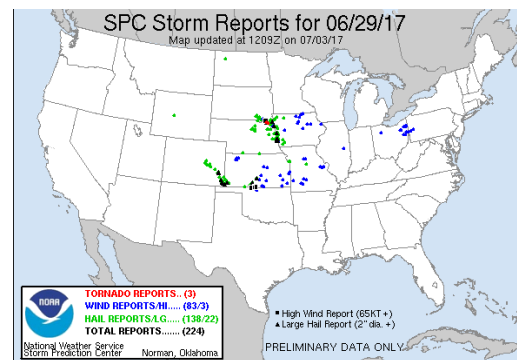 SPC Storm Reports for 06/29/17
Map updated at 1209Z on 07/03/17
NOAA
TORNADO REPORTS.. (3)
WIND REPORTS/HI..... (83/3)
HAIL REPORTS/LG..... (138/22)
TOTAL REPORTS....... (224)
National Weather Service
Storm Prediction Center Norman, Oklahoma
High Wind Report (65KT +)
Large Hail Report (2" dia. +)
PRELIMINARY DATA ONLY